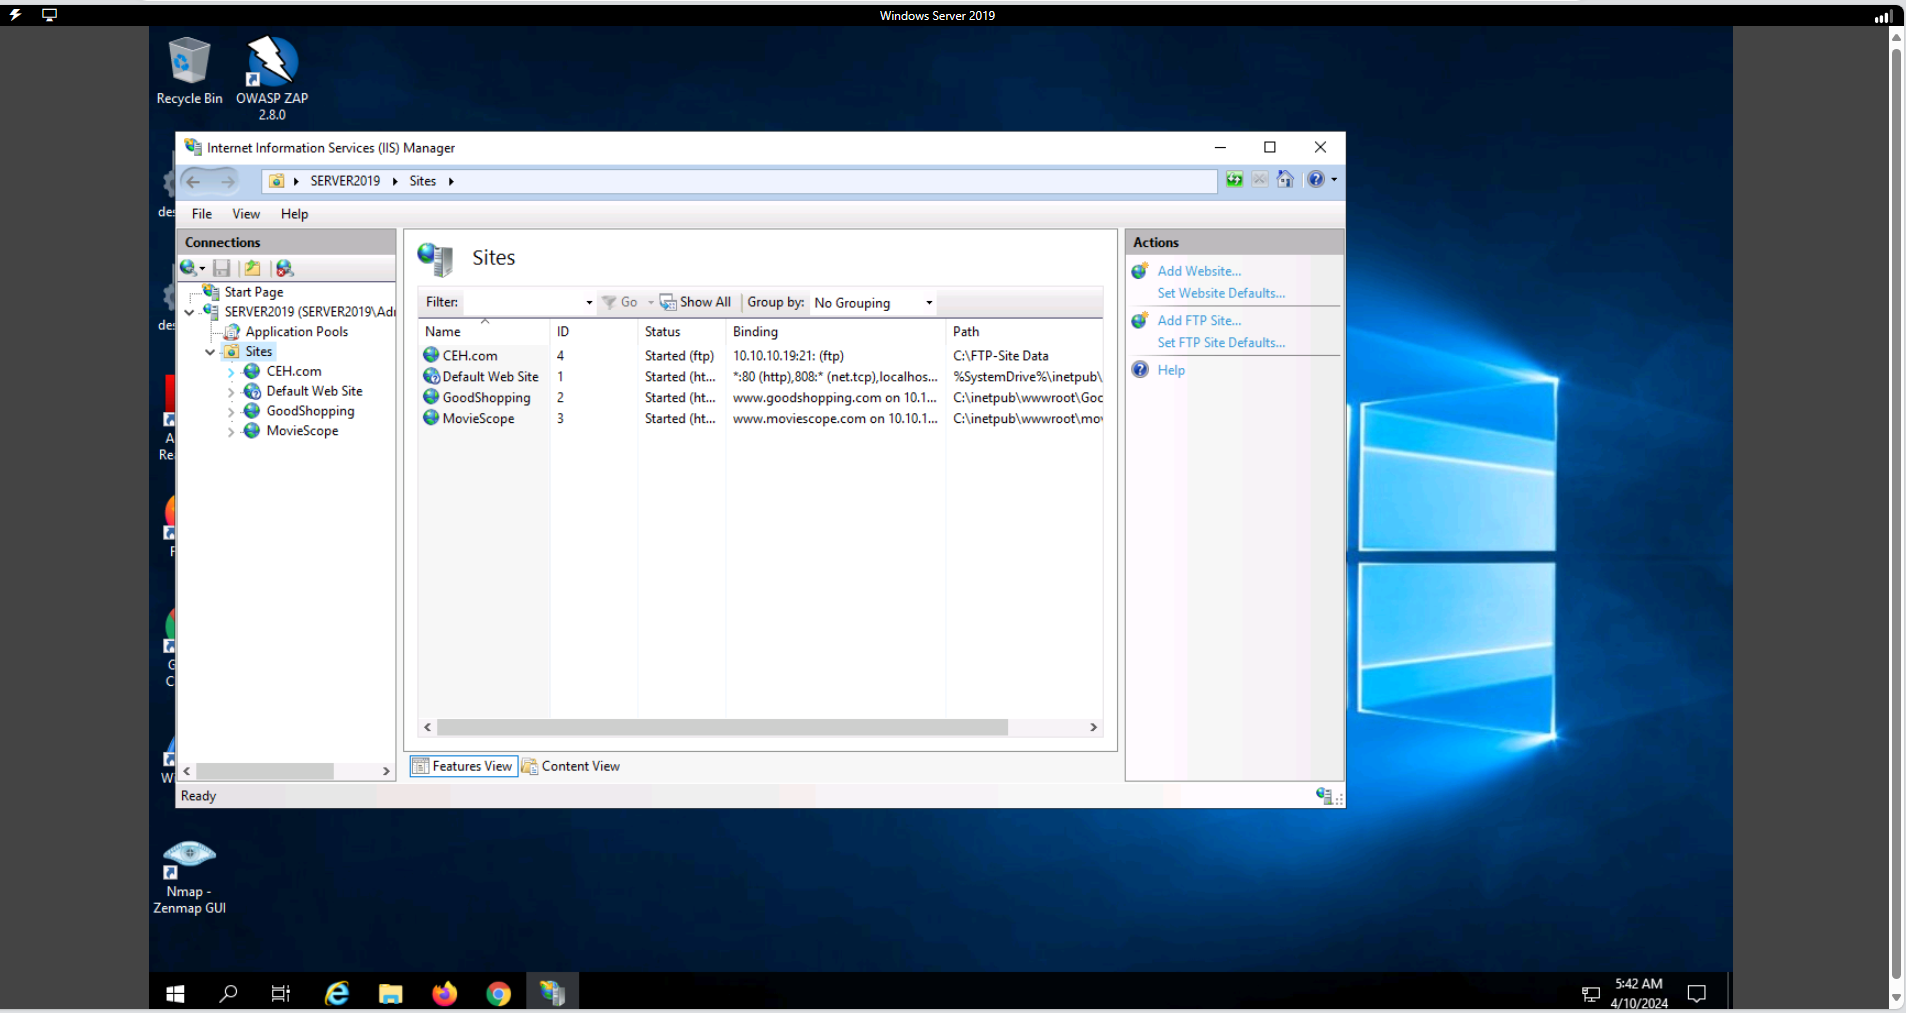 Windows Server 2019
Recycle Bin
OWASP ZAP
2.8.0
Internet Information Services (IIS) Manager
SERVER2019 Sites
File View Help
Connections
Start Page
SERVER2019 (SERVER2019\Adı
Application Pools
Sites
CEH.com
Default Web Site
GoodShopping
MovieScope
Sites
Filter: Go Show All Group by: No Grouping
Name ID Status Binding Path
CEH.com 4 Started (ftp) 10.10.10.19:21: (ftp) C:\FTP-Site Data
Default Web Site 1 Started (ht... *:80 (http),808:* (net.tcp),localhos... %SystemDrive%\inetpub\
GoodShopping 2 Started (ht... www.goodshopping.com on 10.1... C:\inetpub\wwwroot\Goc
MovieScope 3 Started (ht... www.moviescope.com on 10.10.1... C:\inetpub\wwwroot\mo
Features View Content View
Actions
Add Website...
Set Website Defaults...
Add FTP Site...
Set FTP Site Defaults...
Help
Ready
des
des
A
Rea
F
G
C
Wi
Nmap -
Zenmap GUI
5:42 AM
4/10/2024